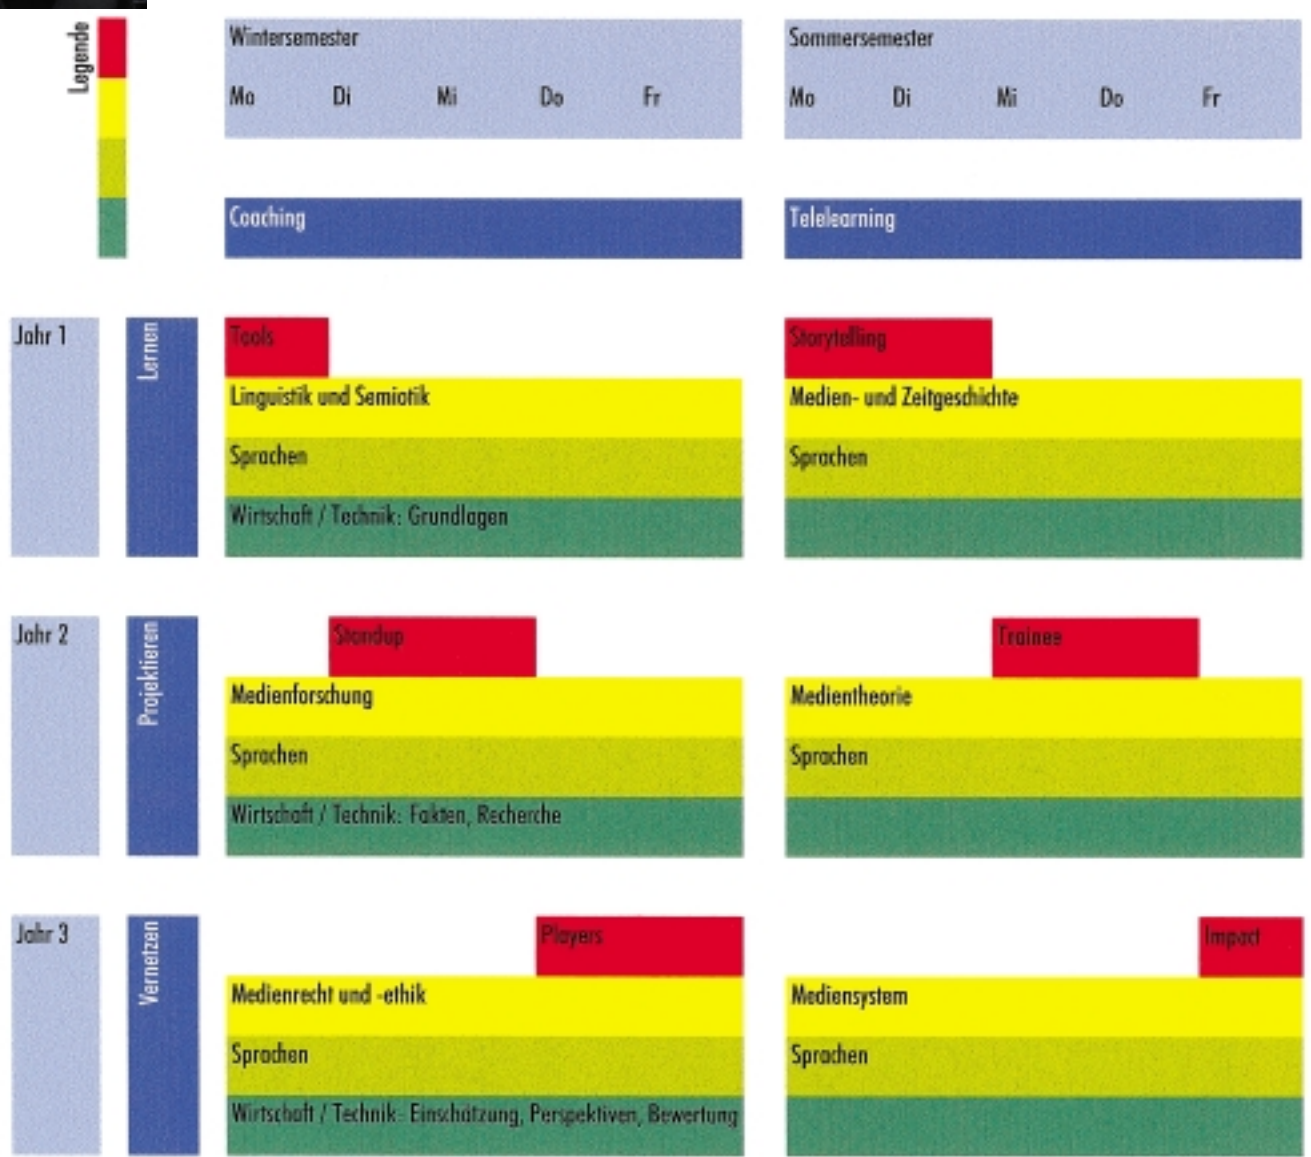 Legende
Wintersemester
Mo Di Mi Do Fr
Sommersemester
Mo Di Mi Do Fr
Coaching
Telelearning
Jahr 1
Lernen
Tools
Linguistik und Semiotik
Sprachen
Wirtschaft / Technik: Grundlagen
Storytelling
Medien- und Zeitgeschichte
Sprachen
Jahr 2
Projektieren
Standup
Medienforschung
Sprachen
Wirtschaft / Technik: Fakten, Recherche
Trainee
Medientheorie
Sprachen
Jahr 3
Vernetzen
Players
Medienrecht und -ethik
Sprachen
Wirtschaft / Technik: Einschätzung, Perspektiven, Bewertung
Impact
Mediensystem
Sprachen